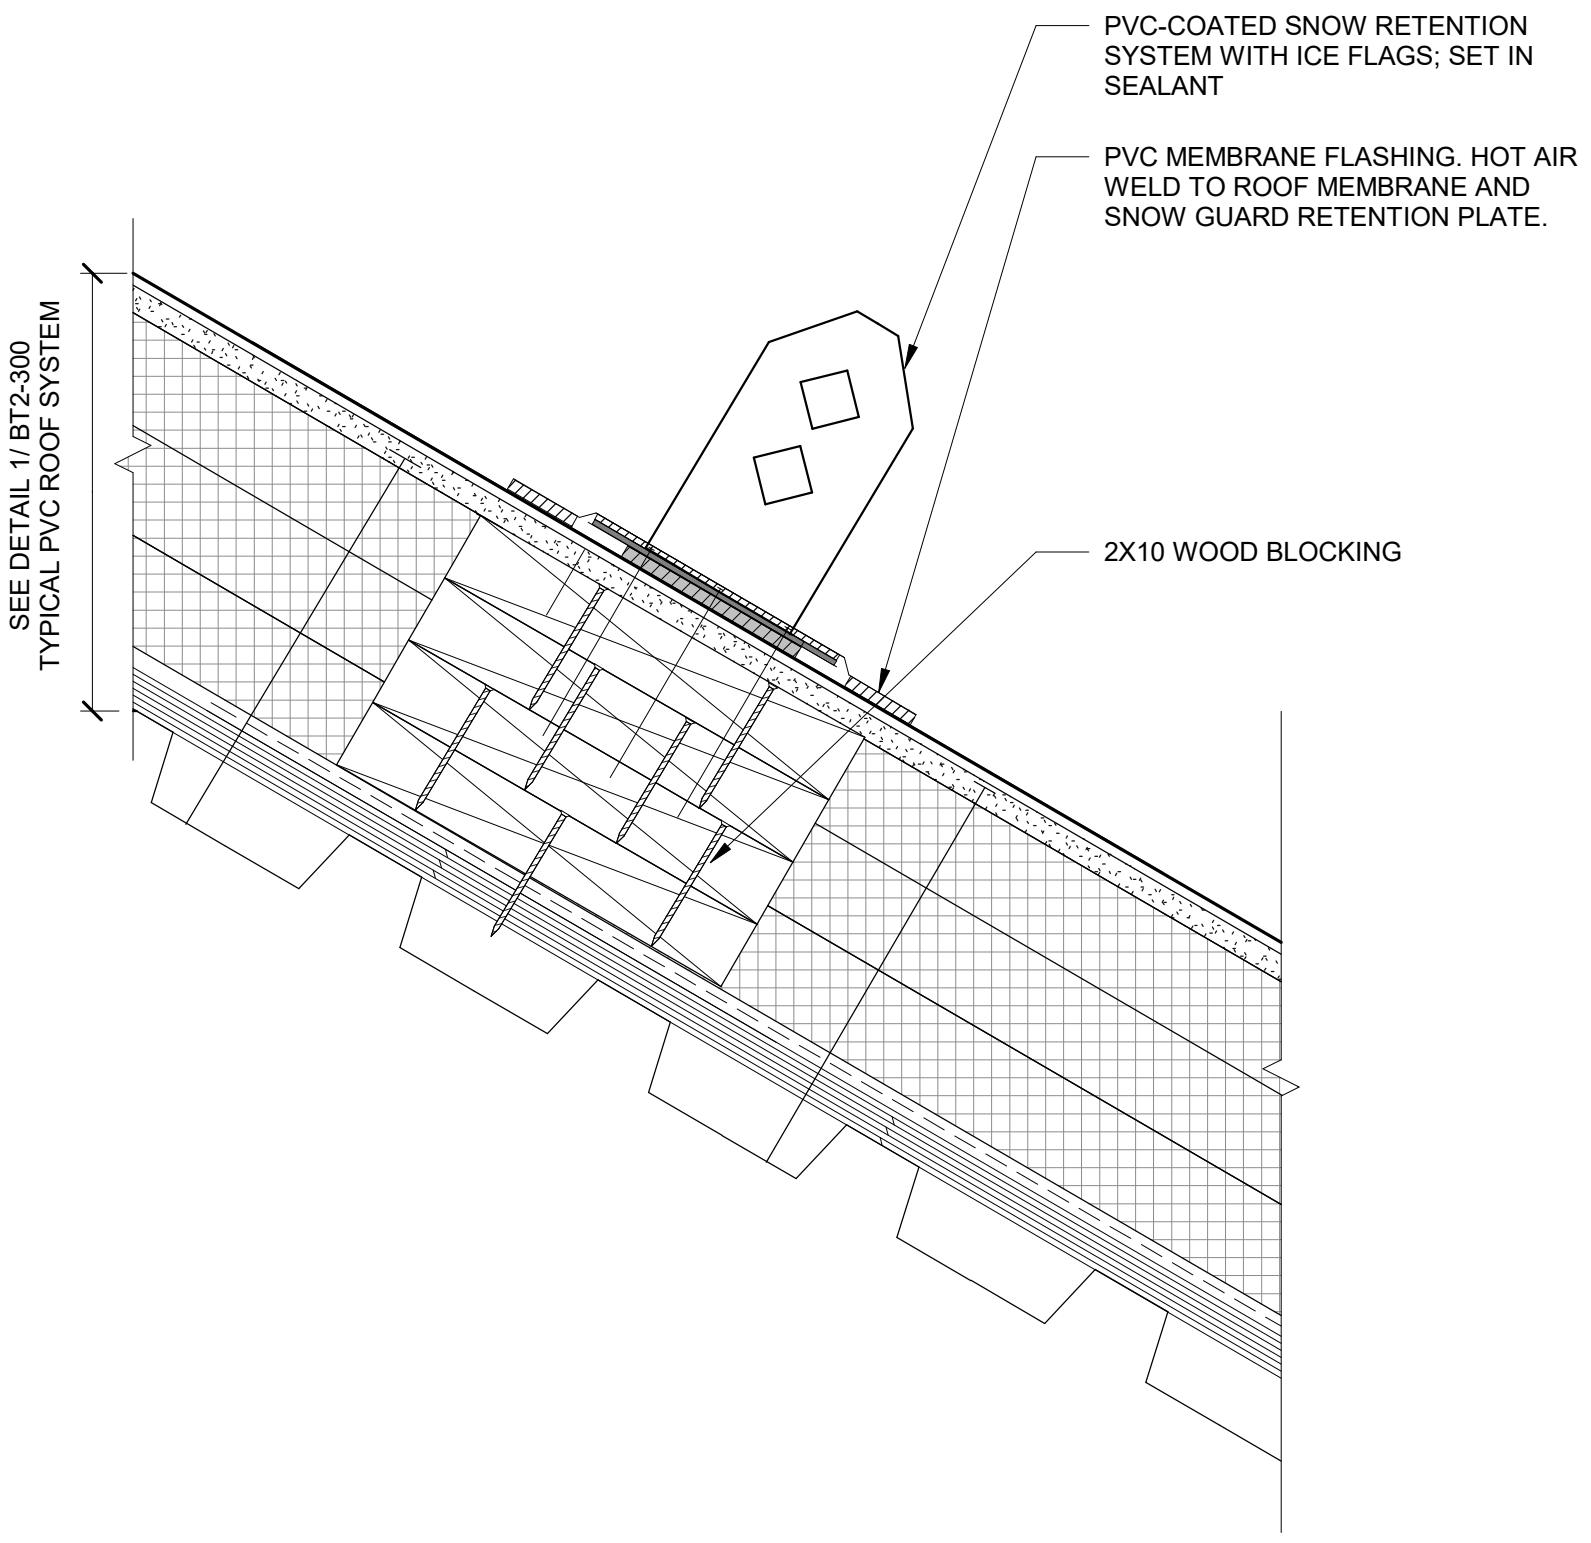 PVC-COATED SNOW RETENTION
SYSTEM WITH ICE FLAGS; SET IN
SEALANT
PVC MEMBRANE FLASHING. HOT AIR
WELD TO ROOF MEMBRANE AND
SNOW GUARD RETENTION PLATE.
2X10 WOOD BLOCKING
SEE DETAIL 1/ BT2-300
TYPICAL PVC ROOF SYSTEM